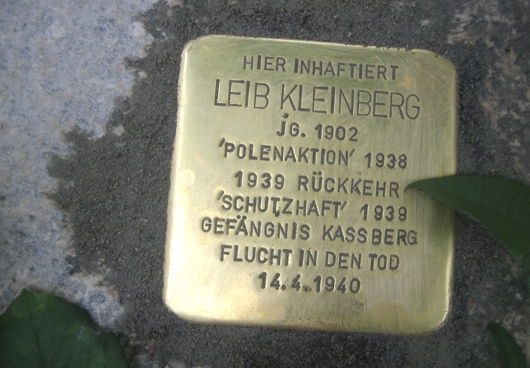 HIER INHAFTIERT
LEIB KLEINBERG
JG. 1902
'POLENAKTION' 1938
1939 RÜCKKEHR
'SCHUTZHAFT' 1939
GEFÄNGNIS KASSBERG
FLUCHT IN DEN TOD
14.4.1940